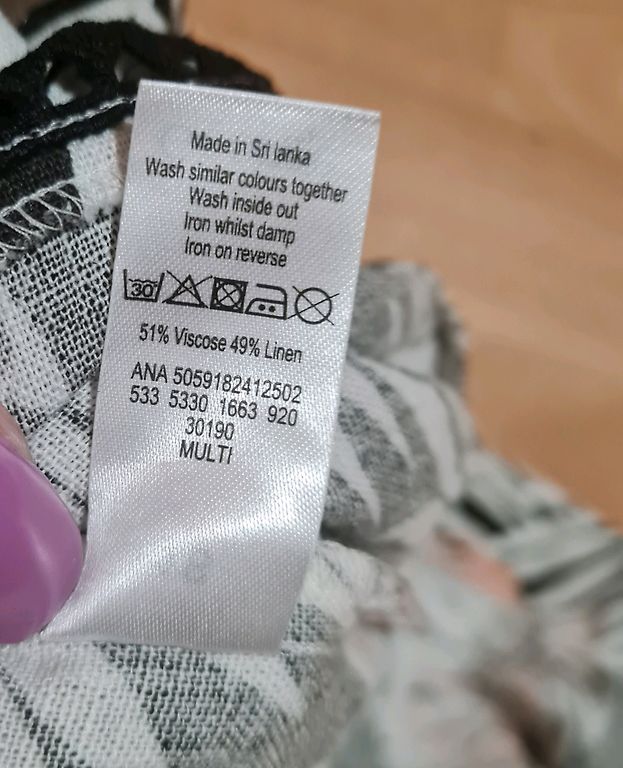 Made in Sri lanka
Wash similar colours together
Wash inside out
Iron whilst damp
Iron on reverse
30
51% Viscose 49% Linen
ANA 5059182412502
533 5330 1663 920
30190
MULTI